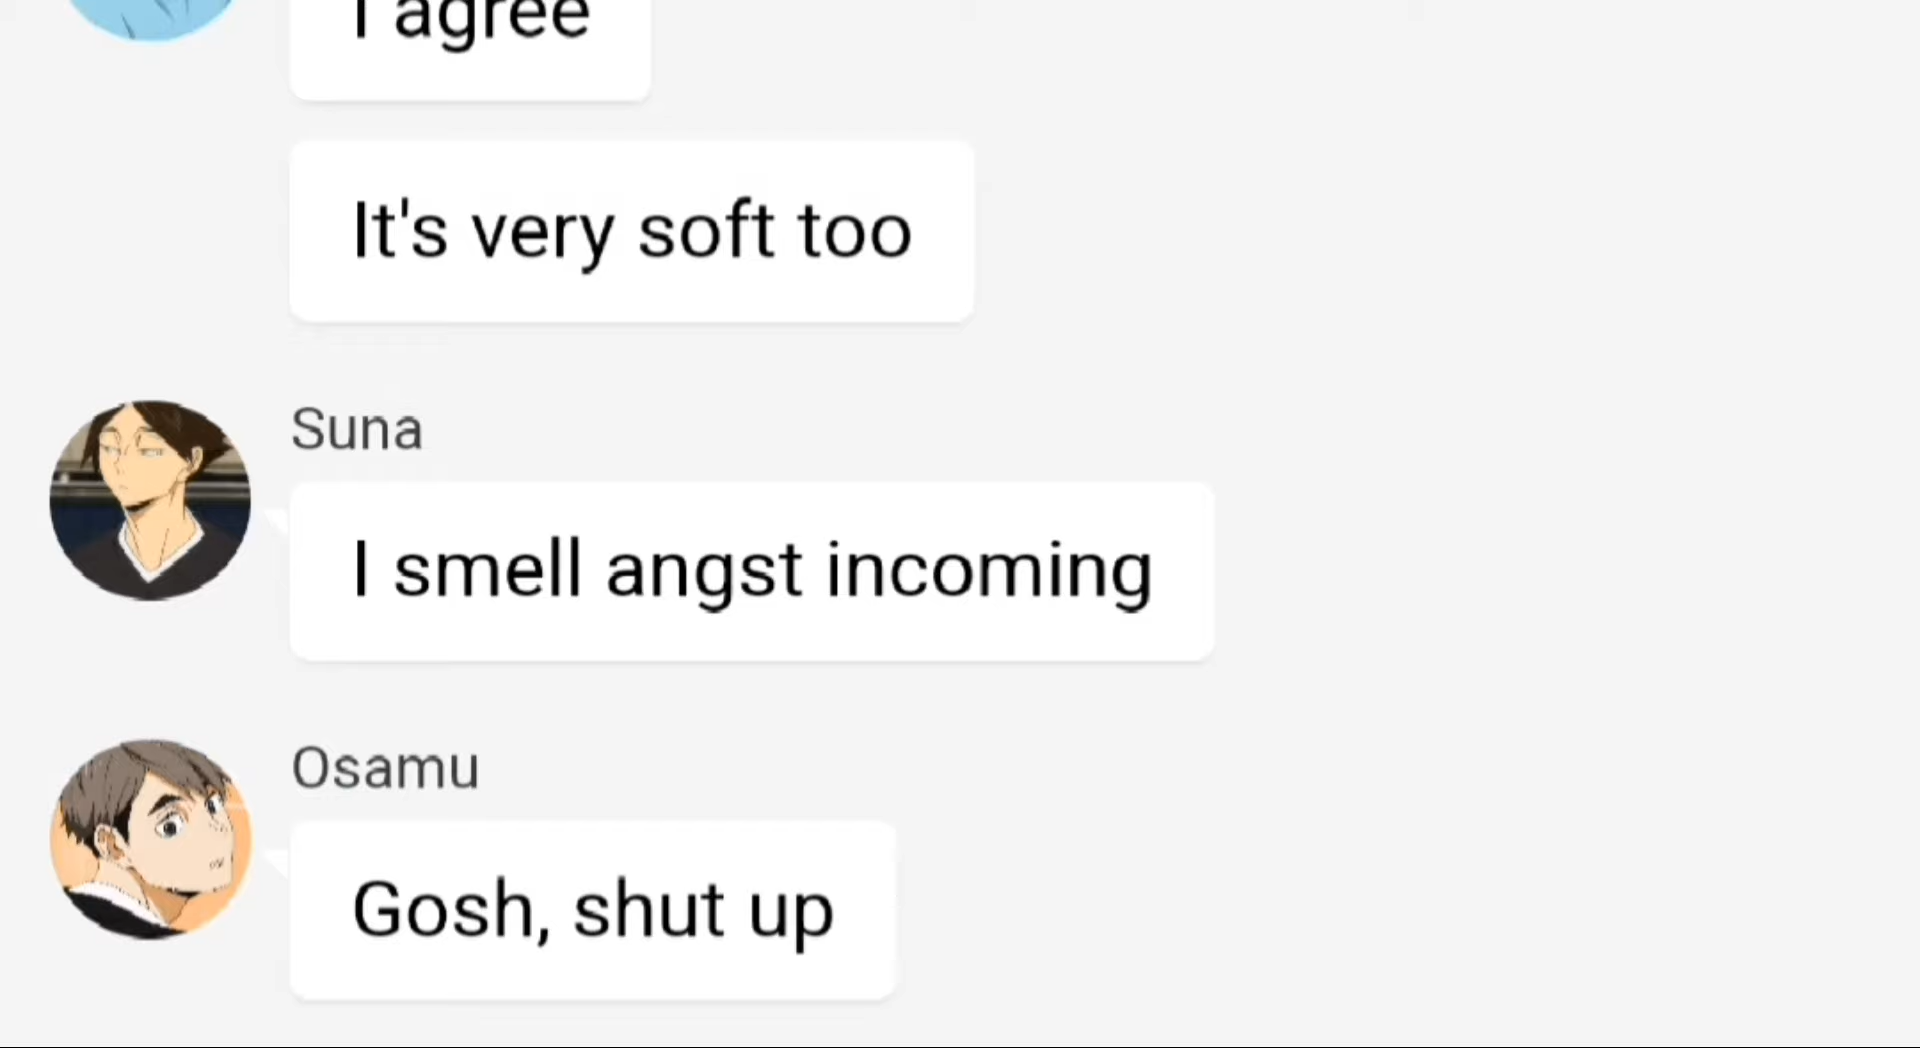 I agree
It's very soft too
Suna
I smell angst incoming
Osamu
Gosh, shut up